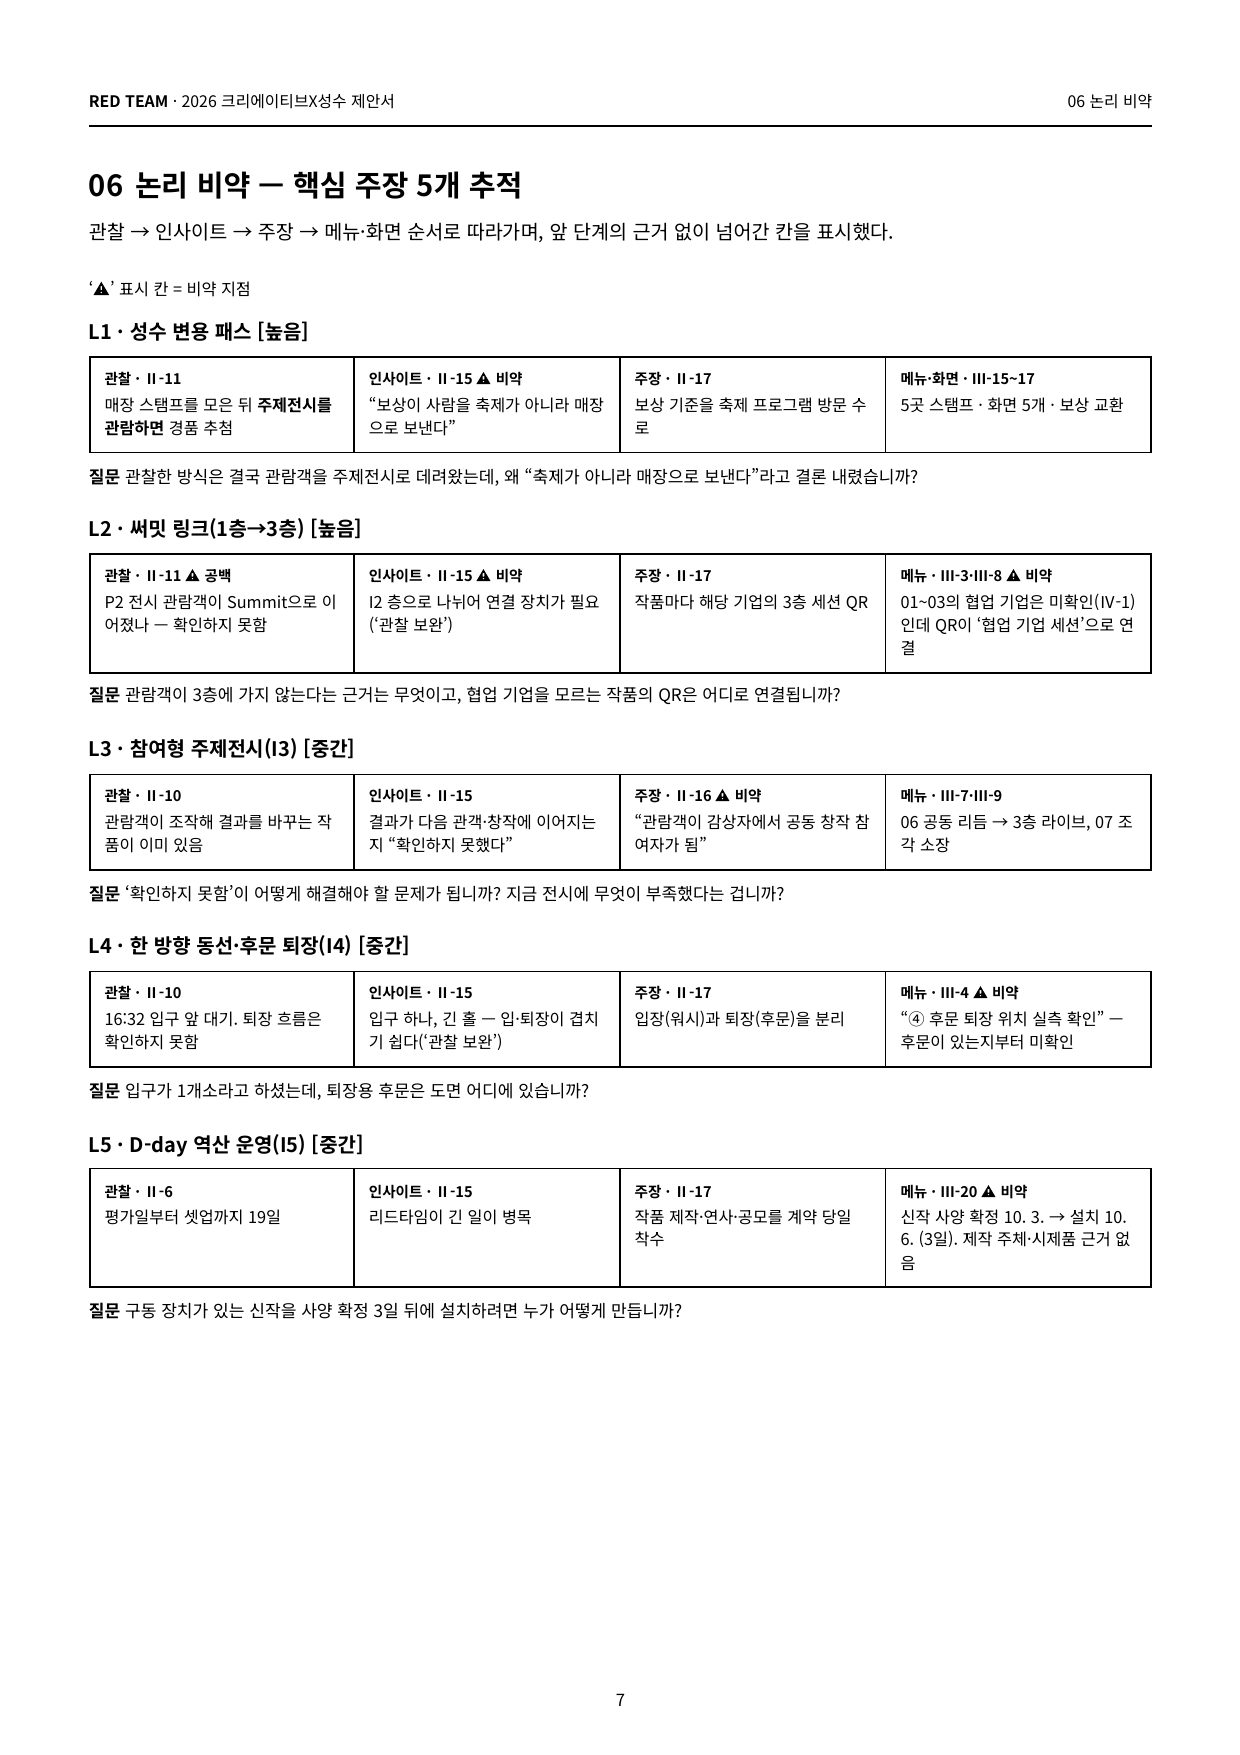 RED TEAM · 2026 크리에이티브X성수 제안서
06 논리 비약
06 논리 비약 — 핵심 주장 5개 추적
관찰 → 인사이트 → 주장 → 메뉴·화면 순서로 따라가며, 앞 단계의 근거 없이 넘어간 칸을 표시했다.
‘⚠’ 표시 칸 = 비약 지점
L1 · 성수 변용 패스 [높음]
관찰 · II-11
매장 스탬프를 모은 뒤 주제전시를
관람하면 경품 추첨
인사이트 · II-15 ⚠ 비약
“보상이 사람을 축제가 아니라 매장
으로 보낸다”
주장 · II-17
보상 기준을 축제 프로그램 방문 수
로
메뉴·화면 · III-15~17
5곳 스탬프 · 화면 5개 · 보상 교환
질문 관찰한 방식은 결국 관람객을 주제전시로 데려왔는데, 왜 “축제가 아니라 매장으로 보낸다”라고 결론 내렸습니까?
L2 · 써밋 링크(1층→3층) [높음]
관찰 · II-11 ⚠ 공백
P2 전시 관람객이 Summit으로 이
어졌나 — 확인하지 못함
인사이트 · II-15 ⚠ 비약
I2 층으로 나뉘어 연결 장치가 필요
(‘관찰 보완’)
주장 · II-17
작품마다 해당 기업의 3층 세션 QR
메뉴 · III-3·III-8 ⚠ 비약
01~03의 협업 기업은 미확인(IV-1)
인데 QR이 ‘협업 기업 세션’으로 연
결
질문 관람객이 3층에 가지 않는다는 근거는 무엇이고, 협업 기업을 모르는 작품의 QR은 어디로 연결됩니까?
L3 · 참여형 주제전시(I3) [중간]
관찰 · II-10
관람객이 조작해 결과를 바꾸는 작
품이 이미 있음
인사이트 · II-15
결과가 다음 관객·창작에 이어지는
지 “확인하지 못했다”
주장 · II-16 ⚠ 비약
“관람객이 감상자에서 공동 창작 참
여자가 됨”
메뉴 · III-7·III-9
06 공동 리듬 → 3층 라이브, 07 조
각 소장
질문 ‘확인하지 못함’이 어떻게 해결해야 할 문제가 됩니까? 지금 전시에 무엇이 부족했다는 겁니까?
L4 · 한 방향 동선·후문 퇴장(I4) [중간]
관찰 · II-10
16:32 입구 앞 대기. 퇴장 흐름은
확인하지 못함
인사이트 · II-15
입구 하나, 긴 홀 — 입·퇴장이 겹치
기 쉽다(‘관찰 보완’)
주장 · II-17
입장(워시)과 퇴장(후문)을 분리
메뉴 · III-4 ⚠ 비약
“④ 후문 퇴장 위치 실측 확인” —
후문이 있는지부터 미확인
질문 입구가 1개소라고 하셨는데, 퇴장용 후문은 도면 어디에 있습니까?
L5 · D-day 역산 운영(I5) [중간]
관찰 · II-6
평가일부터 셋업까지 19일
인사이트 · II-15
리드타임이 긴 일이 병목
주장 · II-17
작품 제작·연사·공모를 계약 당일
착수
메뉴 · III-20 ⚠ 비약
신작 사양 확정 10. 3. → 설치 10.
6. (3일). 제작 주체·시제품 근거 없
음
질문 구동 장치가 있는 신작을 사양 확정 3일 뒤에 설치하려면 누가 어떻게 만듭니까?
7